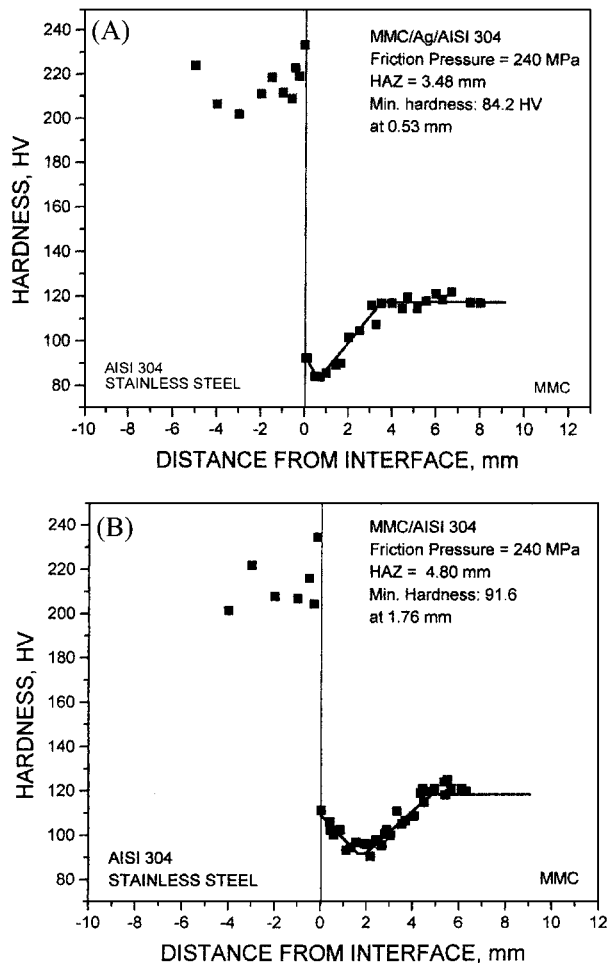 (A)
MMC/Ag/AISI 304
Friction Pressure = 240 MPa
HAZ = 3.48 mm
Min. hardness: 84.2 HV
at 0.53 mm
HARDNESS, HV
240
220
200
180
160
140
120
100
80
AISI 304
STAINLESS STEEL
MMC
-10 -8 -6 -4 -2 0 2 4 6 8 10 12
DISTANCE FROM INTERFACE, mm
(B)
MMC/AISI 304
Friction Pressure = 240 MPa
HAZ = 4.80 mm
Min. Hardness: 91.6
at 1.76 mm
HARDNESS, HV
240
220
200
180
160
140
120
100
80
AISI 304
STAINLESS STEEL
MMC
-10 -8 -6 -4 -2 0 2 4 6 8 10 12
DISTANCE FROM INTERFACE, mm